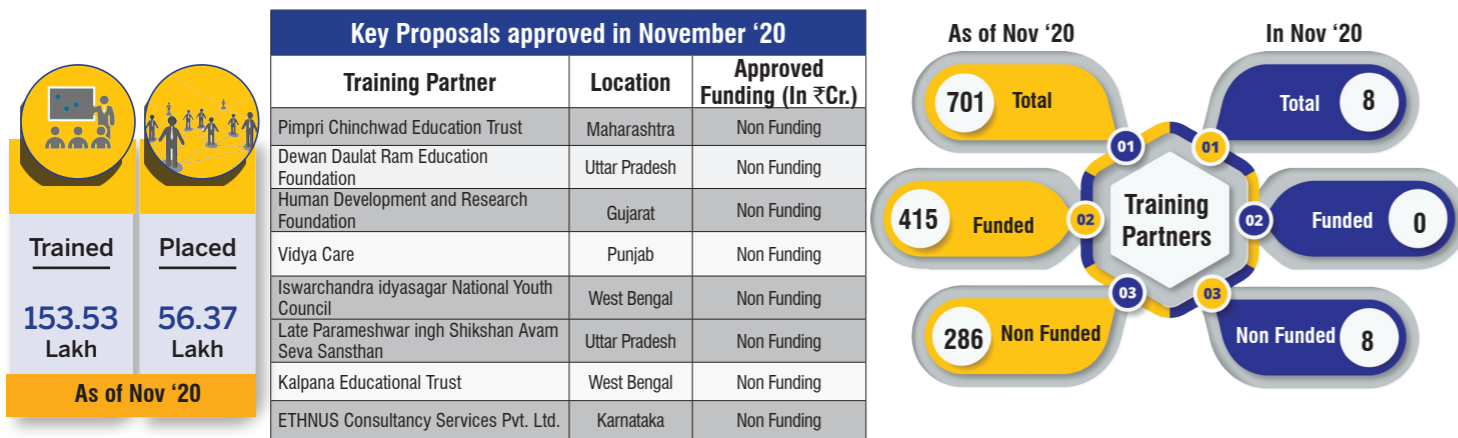 Trained
153.53
Lakh
Placed
56.37
Lakh
As of Nov ‘20
Key Proposals approved in November ‘20
Training Partner Location Approved
Funding (In ₹Cr.)
Pimpri Chinchwad Education Trust Maharashtra Non Funding
Dewan Daulat Ram Education
Foundation Uttar Pradesh Non Funding
Human Development and Research
Foundation Gujarat Non Funding
Vidya Care Punjab Non Funding
Iswarchandra idyasagar National Youth
Council West Bengal Non Funding
Late Parameshwar ingh Shikshan Avam
Seva Sansthan Uttar Pradesh Non Funding
Kalpana Educational Trust West Bengal Non Funding
ETHNUS Consultancy Services Pvt. Ltd. Karnataka Non Funding
As of Nov ‘20
701 Total
01
415 Funded
02
286 Non Funded
03
Training
Partners
In Nov ‘20
Total 8
01
Funded 0
02
Non Funded 8
03